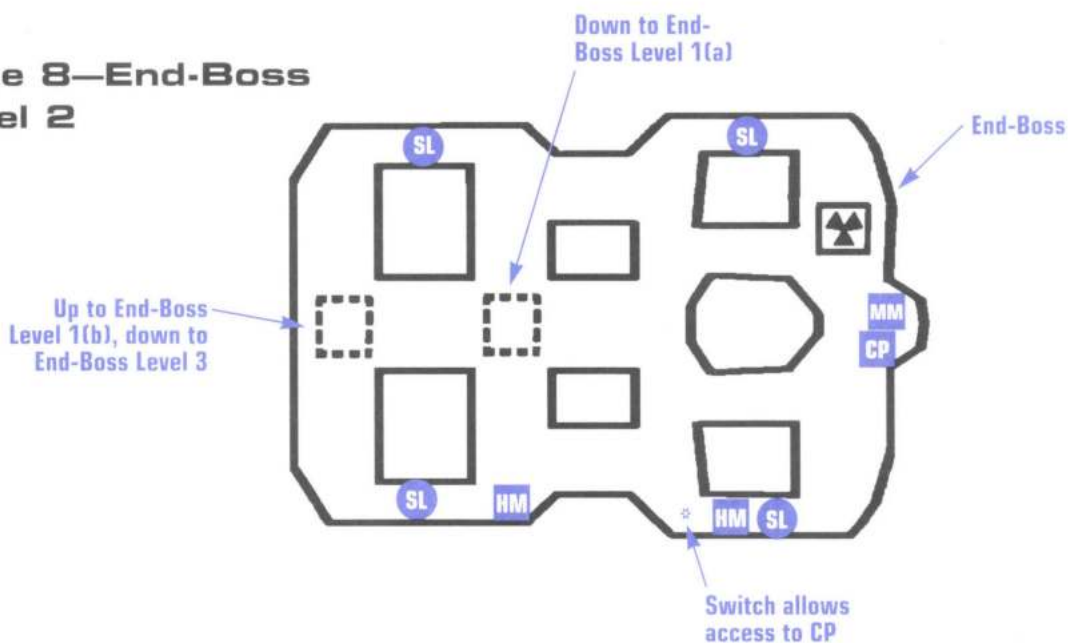 e 8—End-Boss
el 2
Down to End-
Boss Level 1(a)
End-Boss
SL
SL
Up to End-Boss
Level 1(b), down to
End-Boss Level 3
MM
CP
SL
HM
HM
SL
Switch allows
access to CP